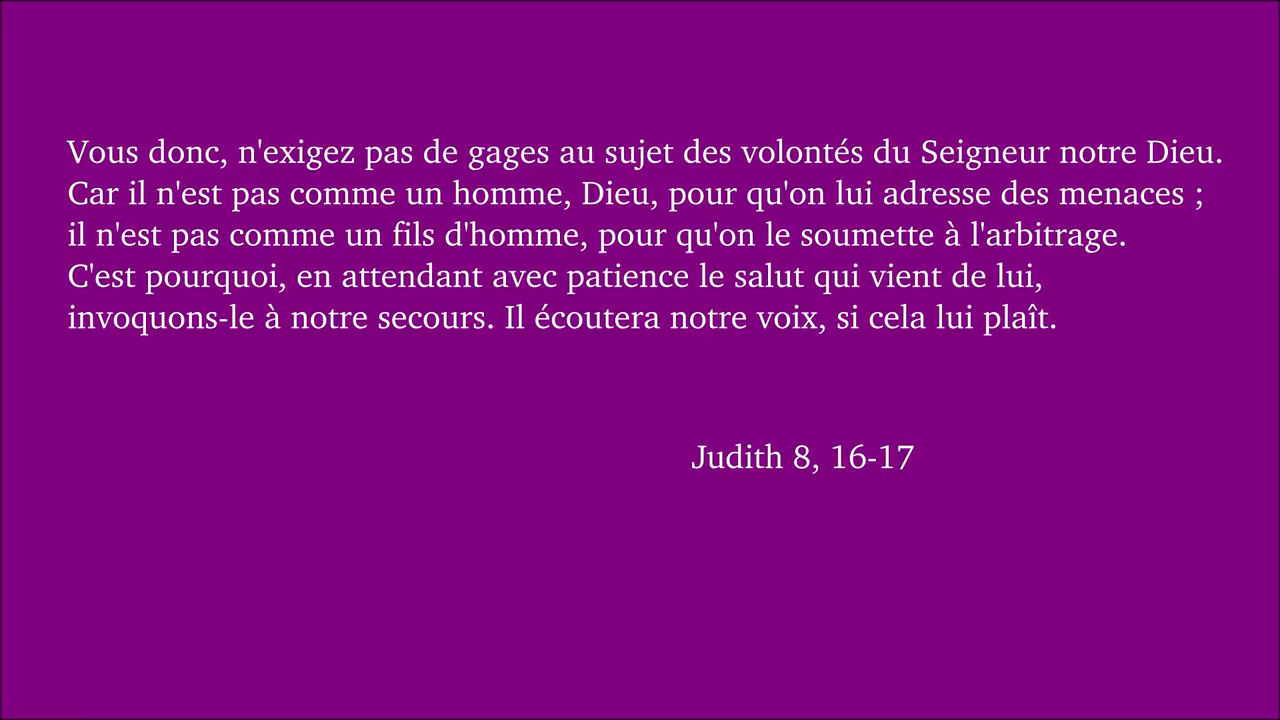 Vous donc, n'exigez pas de gages au sujet des volontés du Seigneur notre Dieu.
Car il n'est pas comme un homme, Dieu, pour qu'on lui adresse des menaces ;
il n'est pas comme un fils d'homme, pour qu'on le soumette à l'arbitrage.
C'est pourquoi, en attendant avec patience le salut qui vient de lui,
invoquons-le à notre secours. Il écoutera notre voix, si cela lui plaît.
Judith 8, 16-17